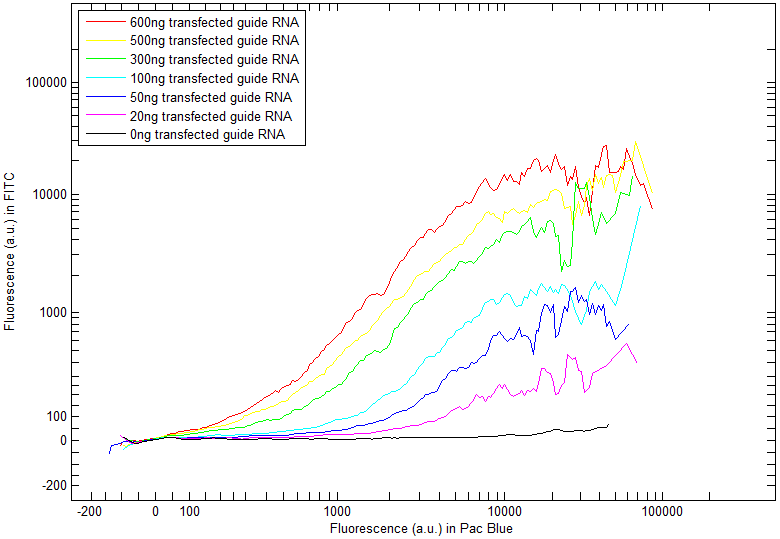 600ng transfected guide RNA
500ng transfected guide RNA
300ng transfected guide RNA
100ng transfected guide RNA
50ng transfected guide RNA
20ng transfected guide RNA
0ng transfected guide RNA
Fluorescence (a.u.) in FITC
100000
10000
1000
100
0
-200
-200 0 100 1000 10000 100000
Fluorescence (a.u.) in Pac Blue